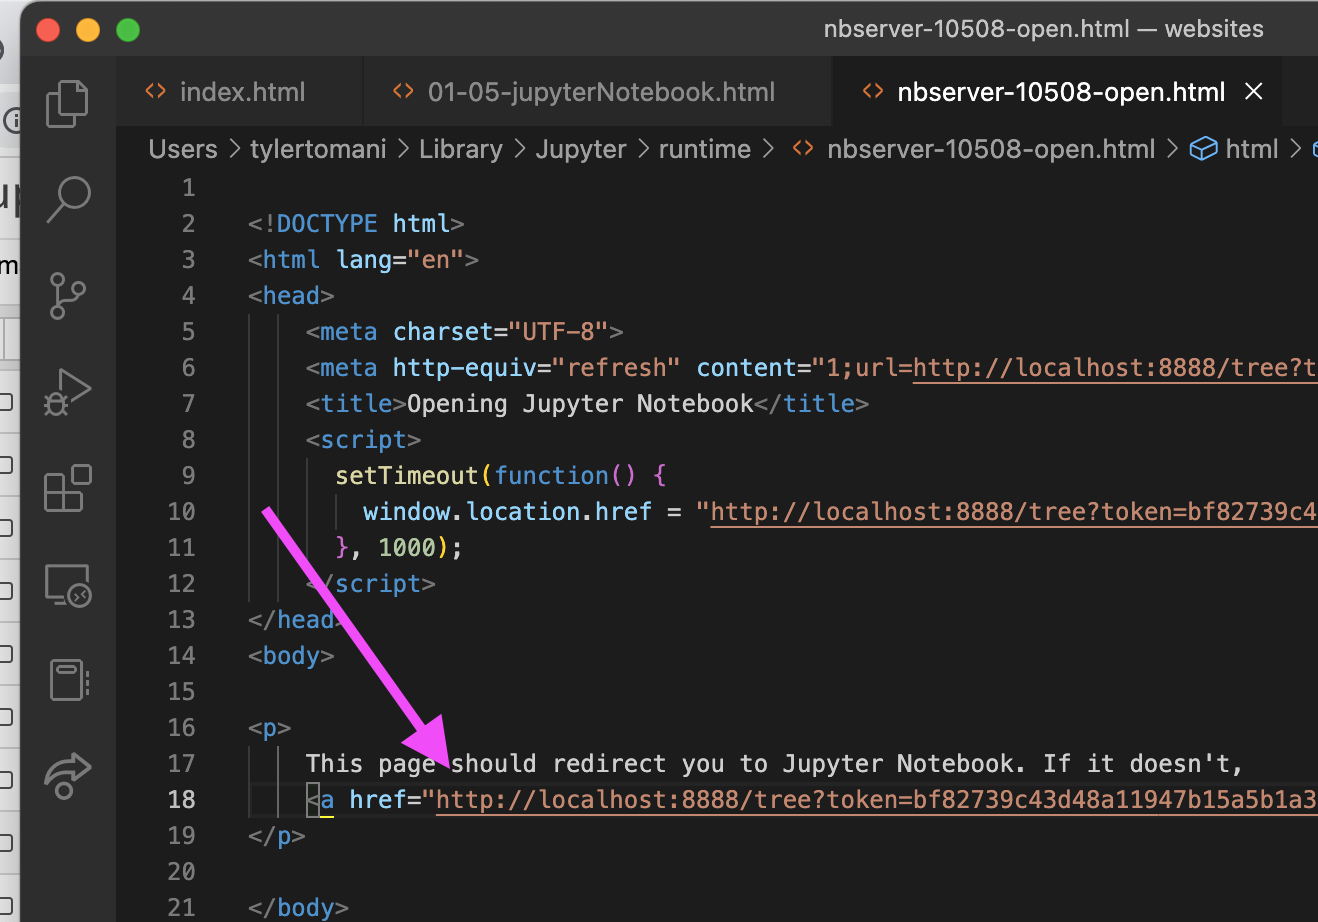 nbserver-10508-open.html — websites
<> index.html <> 01-05-jupyterNotebook.html <> nbserver-10508-open.html ×
Users > tylertomani > Library > Jupyter > runtime > <> nbserver-10508-open.html > html >
1
2 <!DOCTYPE html>
3 <html lang="en">
4 <head>
5 <meta charset="UTF-8">
6 <meta http-equiv="refresh" content="1;url=http://localhost:8888/tree?t
7 <title>Opening Jupyter Notebook</title>
8 <script>
9 setTimeout(function() {
10 window.location.href = "http://localhost:8888/tree?token=bf82739c4
11 }, 1000);
12 </script>
13 </head>
14 <body>
15
16 <p>
17 This page should redirect you to Jupyter Notebook. If it doesn't,
18 <a href="http://localhost:8888/tree?token=bf82739c43d48a11947b15a5b1a3
19 </p>
20
21 </body>